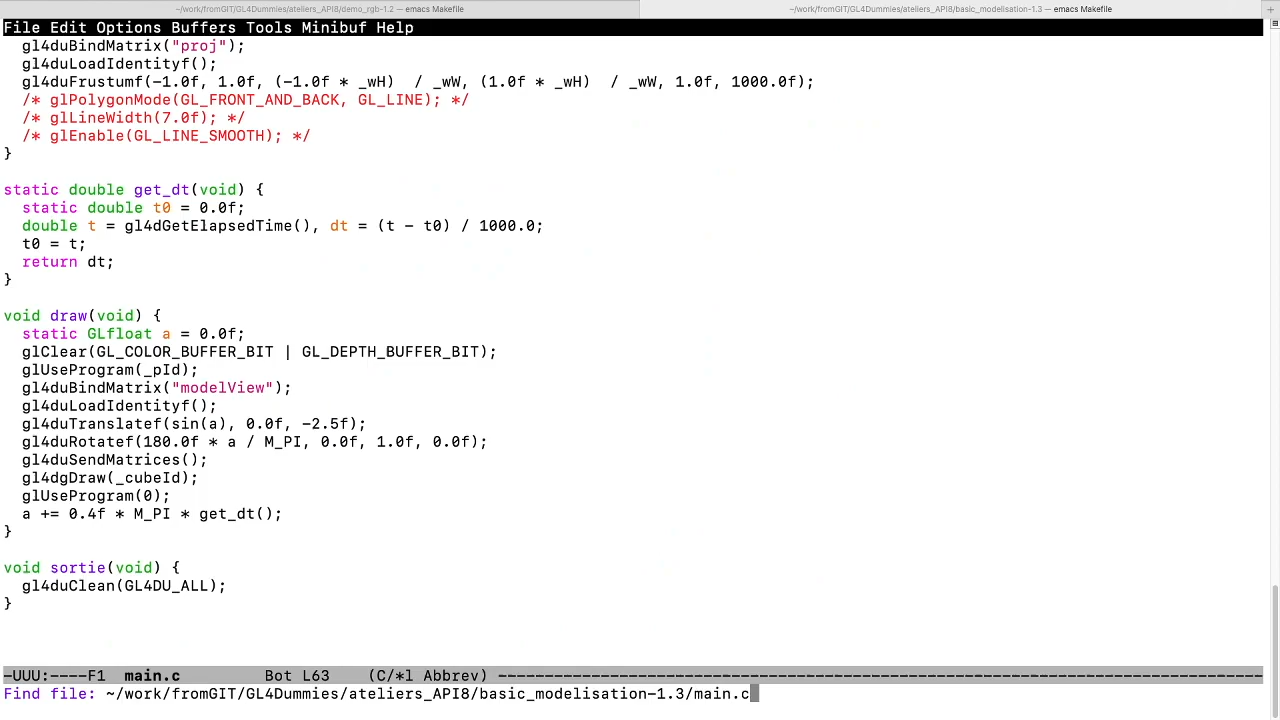 ~/work/fromGIT/GL4Dummies/ateliers_API8/demo_rgb-1.2 — emacs Makefile
~/work/fromGIT/GL4Dummies/ateliers_API8/basic_modelisation-1.3 — emacs Makefile
+
File Edit Options Buffers Tools Minibuf Help
  gl4duBindMatrix("proj");
  gl4duLoadIdentityf();
  gl4duFrustumf(-1.0f, 1.0f, (-1.0f * _wH)  / _wW, (1.0f * _wH)  / _wW, 1.0f, 1000.0f);
  /* glPolygonMode(GL_FRONT_AND_BACK, GL_LINE); */
  /* glLineWidth(7.0f); */
  /* glEnable(GL_LINE_SMOOTH); */
}

static double get_dt(void) {
  static double t0 = 0.0f;
  double t = gl4dGetElapsedTime(), dt = (t - t0) / 1000.0;
  t0 = t;
  return dt;
}

void draw(void) {
  static GLfloat a = 0.0f;
  glClear(GL_COLOR_BUFFER_BIT | GL_DEPTH_BUFFER_BIT);
  glUseProgram(_pId);
  gl4duBindMatrix("modelView");
  gl4duLoadIdentityf();
  gl4duTranslatef(sin(a), 0.0f, -2.5f);
  gl4duRotatef(180.0f * a / M_PI, 0.0f, 1.0f, 0.0f);
  gl4duSendMatrices();
  gl4dgDraw(_cubeId);
  glUseProgram(0);
  a += 0.4f * M_PI * get_dt();
}

void sortie(void) {
  gl4duClean(GL4DU_ALL);
}

-UUU:----F1  main.c         Bot L63    (C/*l Abbrev) ------------------------------------------------------------------------------------
Find file: ~/work/fromGIT/GL4Dummies/ateliers_API8/basic_modelisation-1.3/main.c